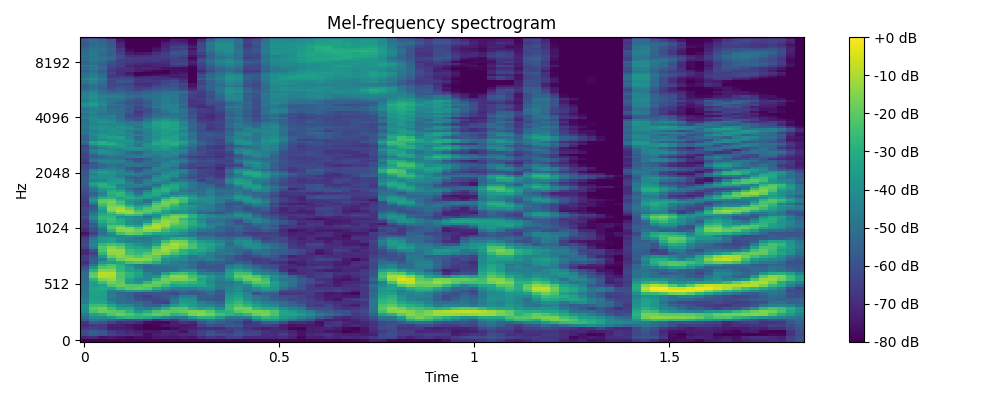 Mel-frequency spectrogram
Hz
8192
4096
2048
1024
512
0
0
0.5
1
1.5
Time
+0 dB
-10 dB
-20 dB
-30 dB
-40 dB
-50 dB
-60 dB
-70 dB
-80 dB